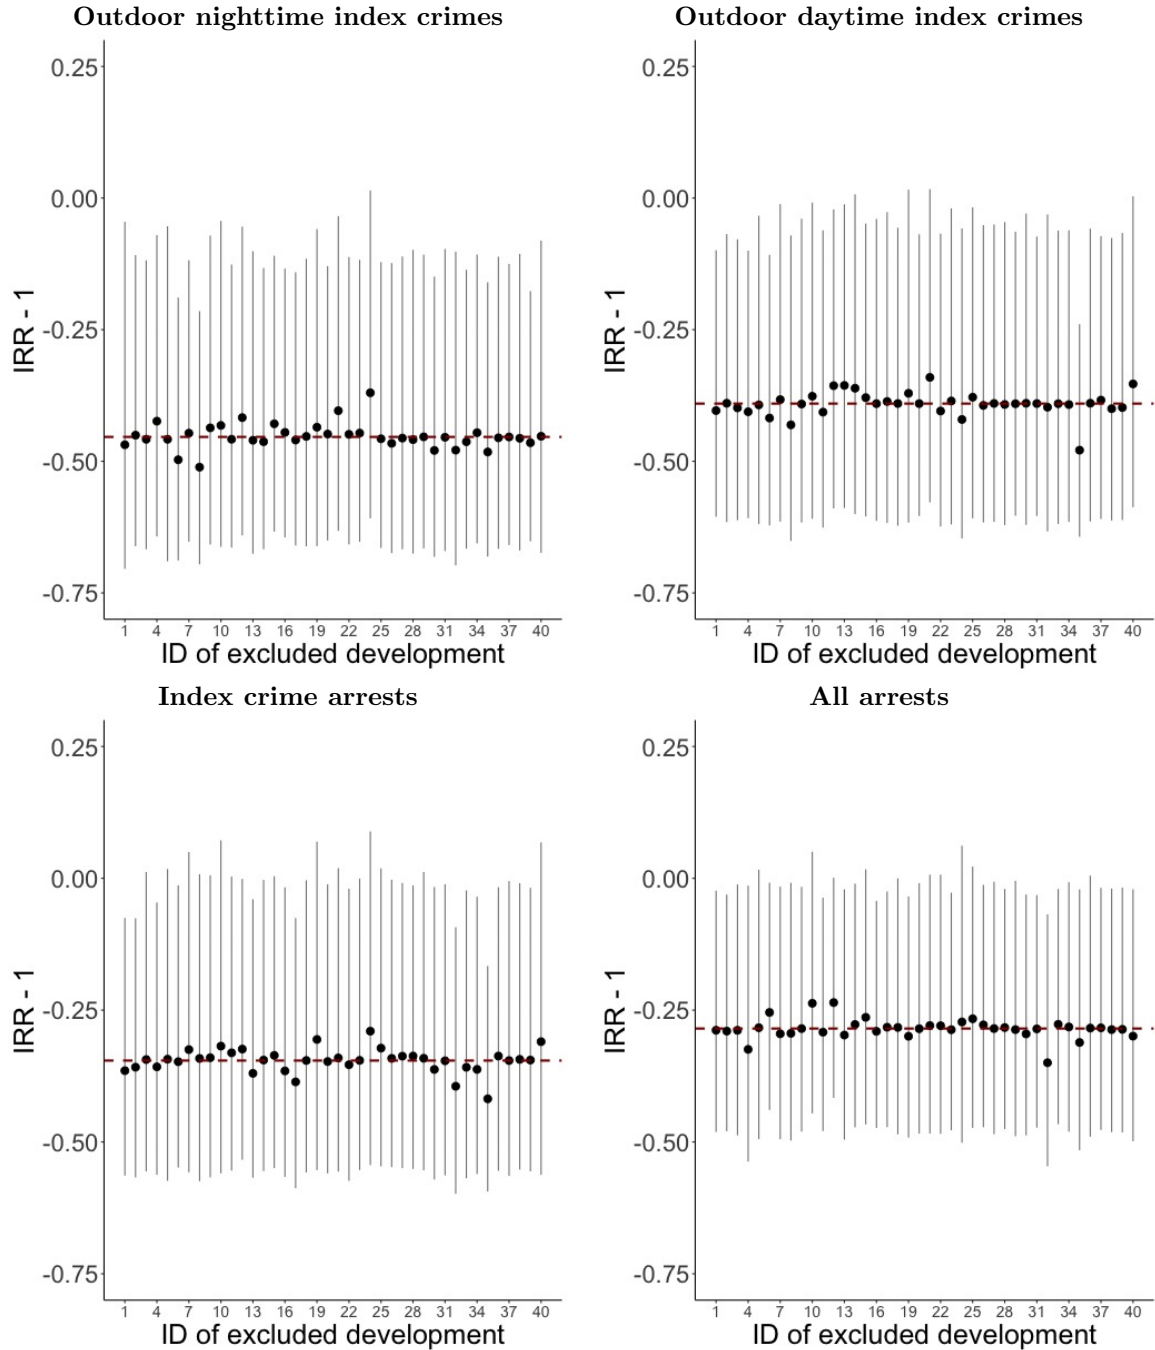 Outdoor nighttime index crimes
0.25
0.00
-0.25
-0.50
-0.75
IRR - 1
1 4 7 10 13 16 19 22 25 28 31 34 37 40
ID of excluded development
Outdoor daytime index crimes
0.25
0.00
-0.25
-0.50
-0.75
IRR - 1
1 4 7 10 13 16 19 22 25 28 31 34 37 40
ID of excluded development
Index crime arrests
0.25
0.00
-0.25
-0.50
-0.75
IRR - 1
1 4 7 10 13 16 19 22 25 28 31 34 37 40
ID of excluded development
All arrests
0.25
0.00
-0.25
-0.50
-0.75
IRR - 1
1 4 7 10 13 16 19 22 25 28 31 34 37 40
ID of excluded development